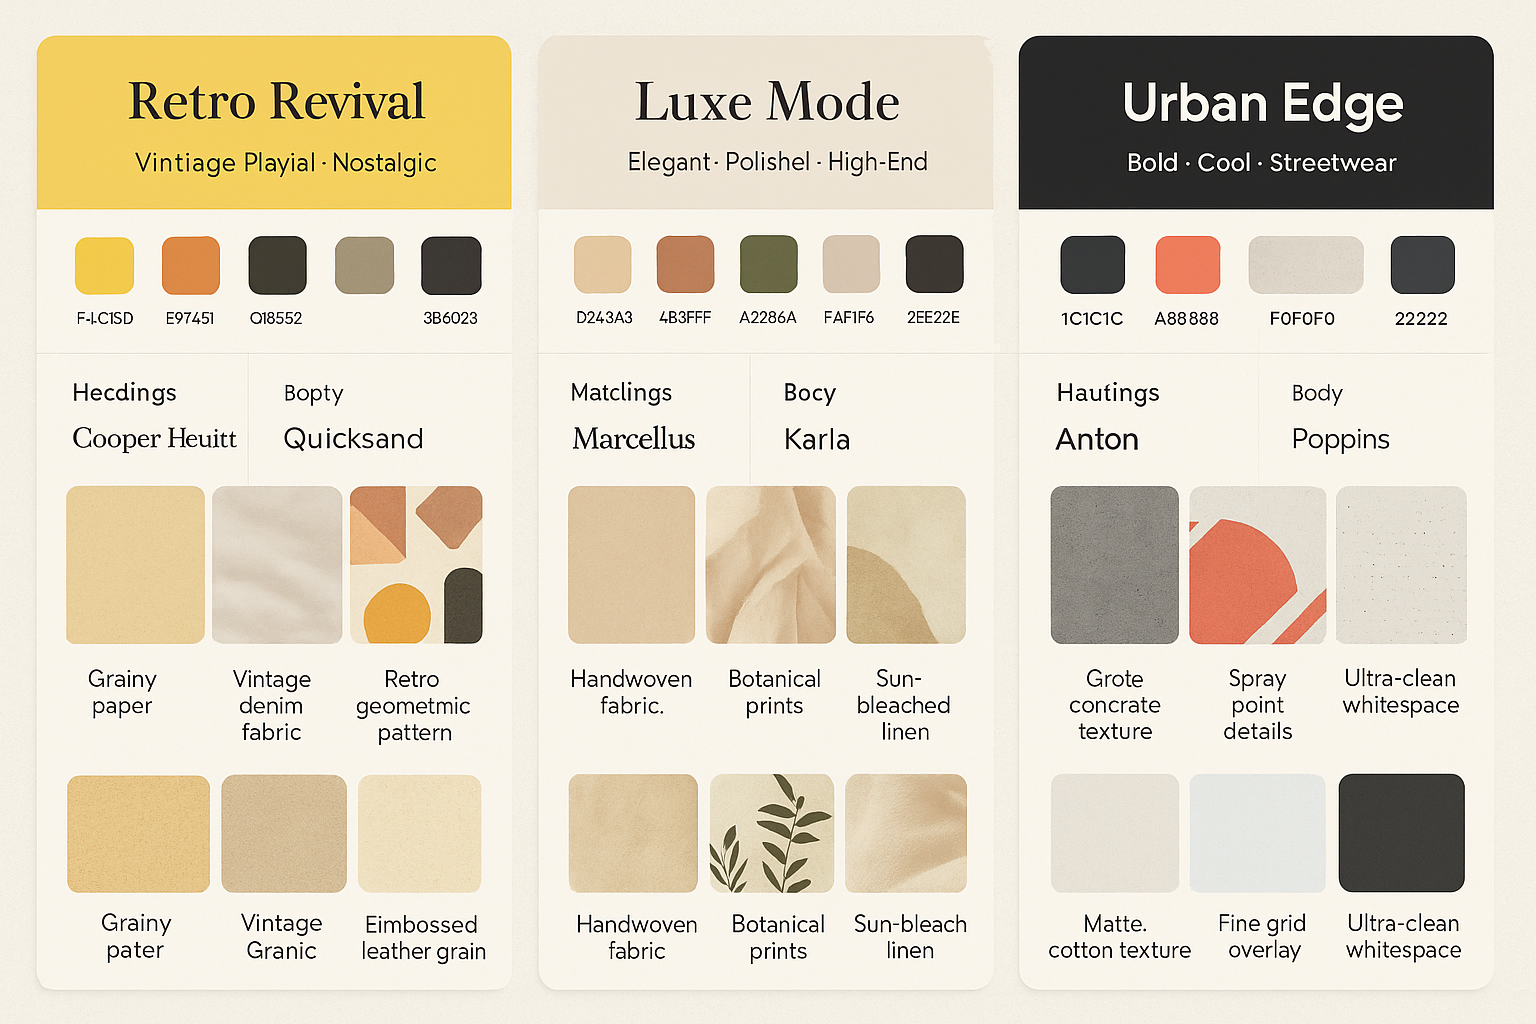 Retro Revival
Vintiage Playial · Nostalgic
F-LC1SD E97451 O18552 3B6023
Hecdings
Bopty
Cooper Heuitt
Quicksand
Grainy
paper
Vintage
denim
fabric
Retro
geometmic
pattern
Grainy
pater
Vintage
Granic
Eimbossed
leather grain
Luxe Mode
Elegant · Polishel · High-End
D243A3 4B3FFF A2286A FAF1F6 2EE22E
Matclings
Bocy
Marcellus
Karla
Handwoven
fabric.
Botanical
prints
Sun-
bleached
linen
Handwoven
fabric
Botanical
prints
Sun-bleach
linen
Urban Edge
Bold · Cool · Streetwear
1C1C1C A88888 F0F0F0 22222
Hautings
Body
Anton
Poppins
Grote
concrate
texture
Spray
point
details
Ultra-clean
whitespace
Matte.
cotton texture
Fine grid
overlay
Ultra-clean
whitespace